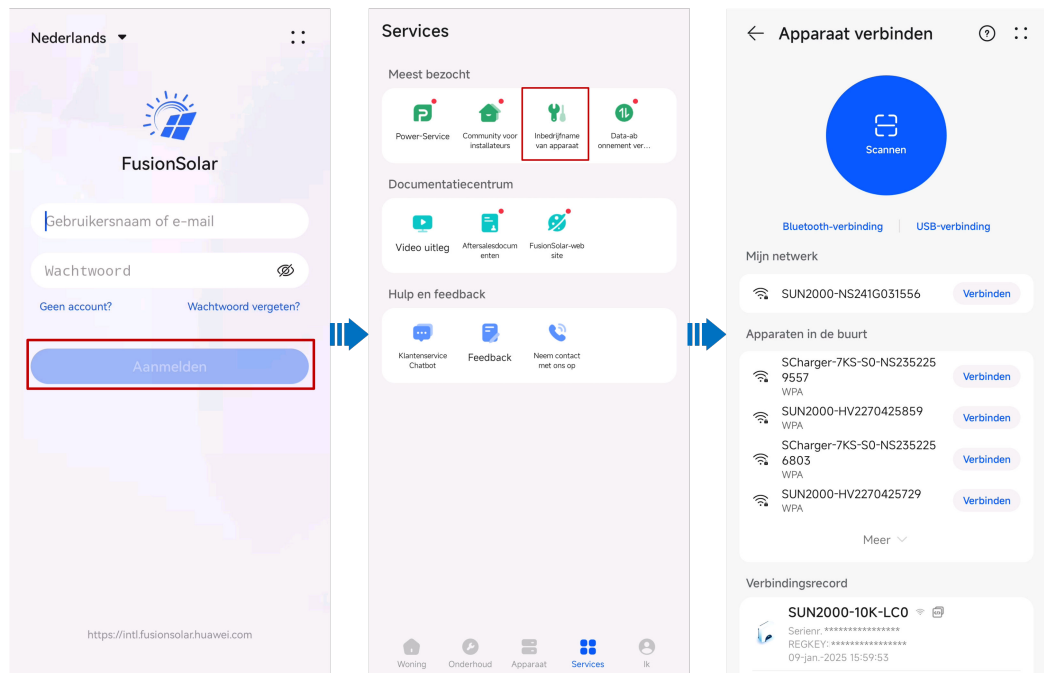 Nederlands
FusionSolar
Gebruikersnaam of e-mail
Wachtwoord
Geen account?
Wachtwoord vergeten?
Aanmelden
https://intl.fusionsolar.huawei.com
Services
Meest bezocht
Power-Service
Community voor
installateurs
Inbedrijfname
van apparaat
Data-ab
onnement ver...
Documentatiecentrum
Video uitleg
Aftersalesdocum
enten
FusionSolar-web
site
Hulp en feedback
Klantenservice
Chatbot
Feedback
Neem contact
met ons op
Woning
Onderhoud
Apparaat
Services
Ik
Apparaat verbinden
Scannen
Bluetooth-verbinding
USB-verbinding
Mijn netwerk
SUN2000-NS241G031556
Verbinden
Apparaten in de buurt
SCharger-7KS-S0-NS235225
9557
WPA
Verbinden
SUN2000-HV2270425859
WPA
Verbinden
SCharger-7KS-S0-NS235225
6803
WPA
Verbinden
SUN2000-HV2270425729
WPA
Verbinden
Meer
Verbindingsrecord
SUN2000-10K-LC0
Serienr. ****************
REGKEY: ****************
09-jan.-2025 15:59:53